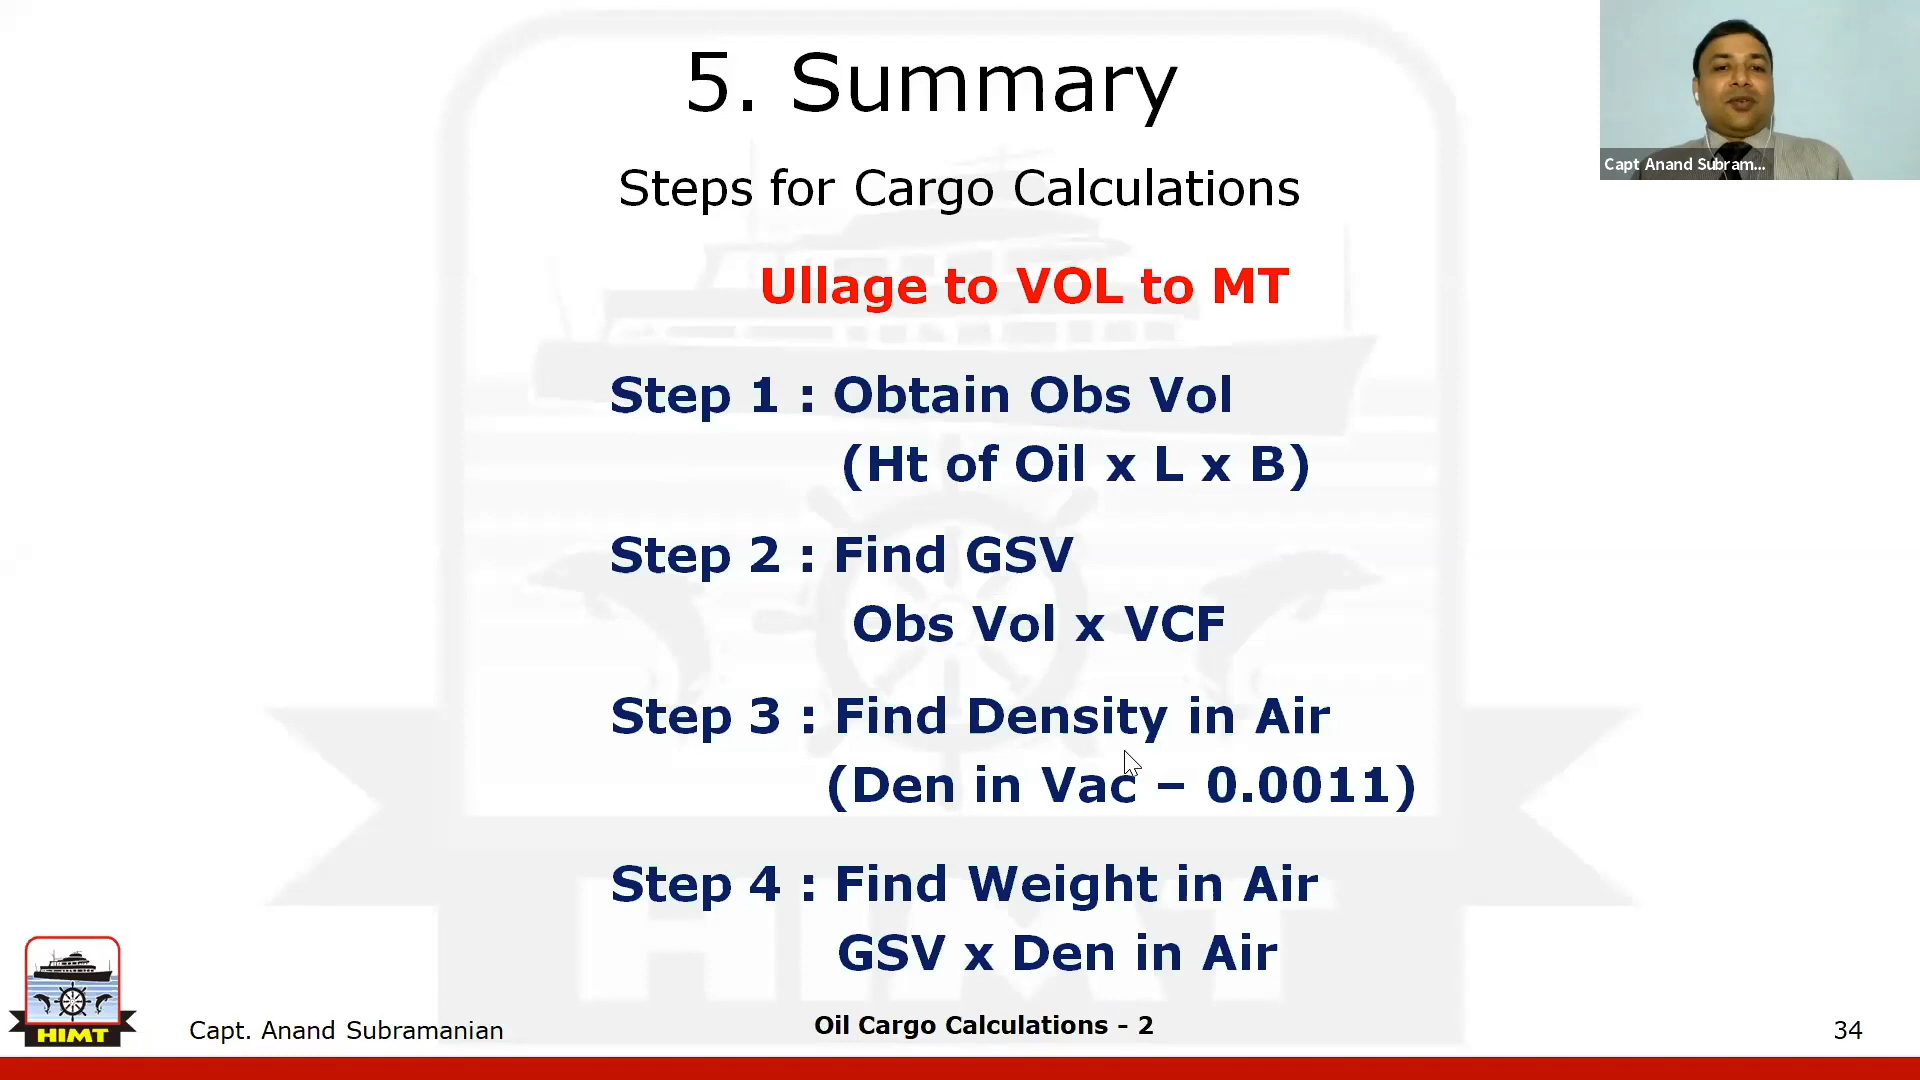 5. Summary
Capt Anand Subram...
Steps for Cargo Calculations
Ullage to VOL to MT
Step 1 : Obtain Obs Vol
(Ht of Oil x L x B)
Step 2 : Find GSV
Obs Vol x VCF
Step 3 : Find Density in Air
(Den in Vac – 0.0011)
Step 4 : Find Weight in Air
GSV x Den in Air
HIMT
HIMT
Capt. Anand Subramanian
Oil Cargo Calculations – 2
34